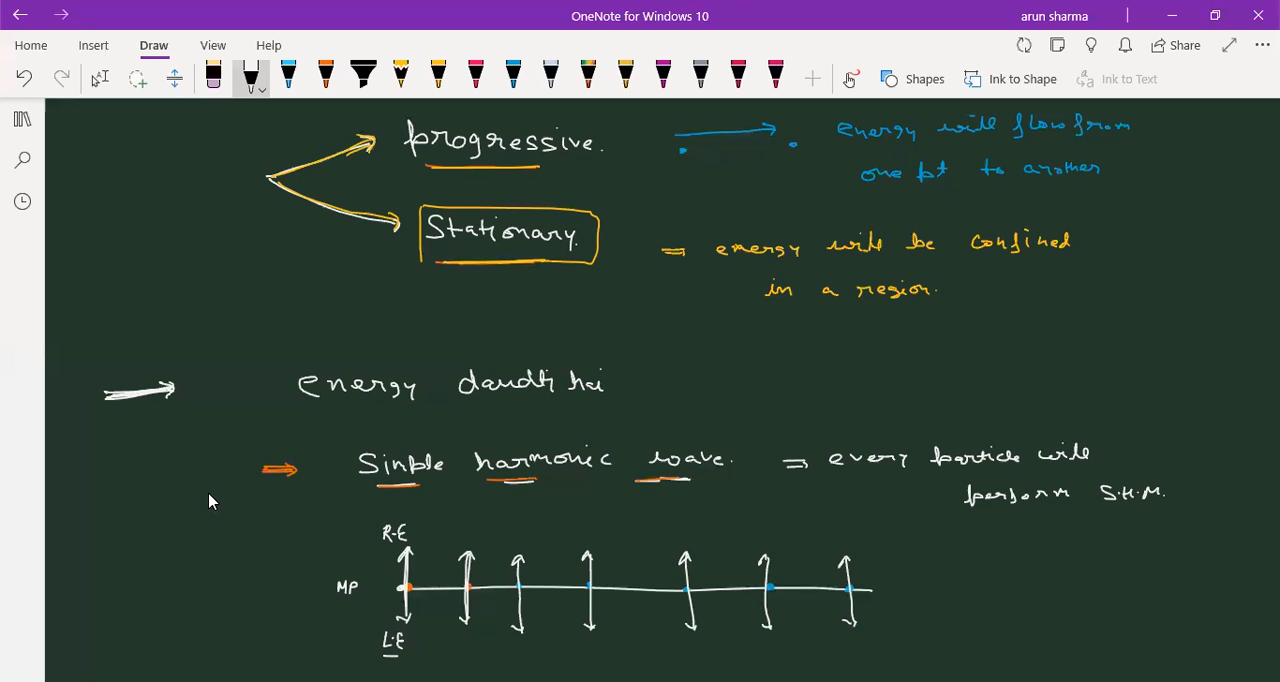 OneNote for Windows 10
arun sharma
Home Insert Draw View Help
Share
Shapes
Ink to Shape
Ink to Text
progressive.
energy will flow from
one pt to another
Stationary.
= energy will be confined
in a region.
energy daudti hai
⇒ Simple harmonic wave. = every particle will
perform S.H.M.
R.E
MP
L.E